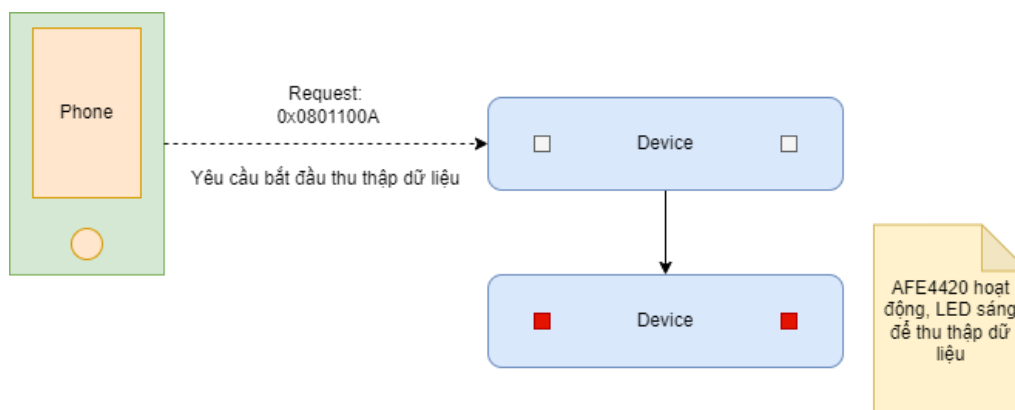 Phone
Request:
0x0801100A
Yêu cầu bắt đầu thu thập dữ liệu
Device
Device
AFE4420 hoạt
động, LED sáng
để thu thập dữ
liệu